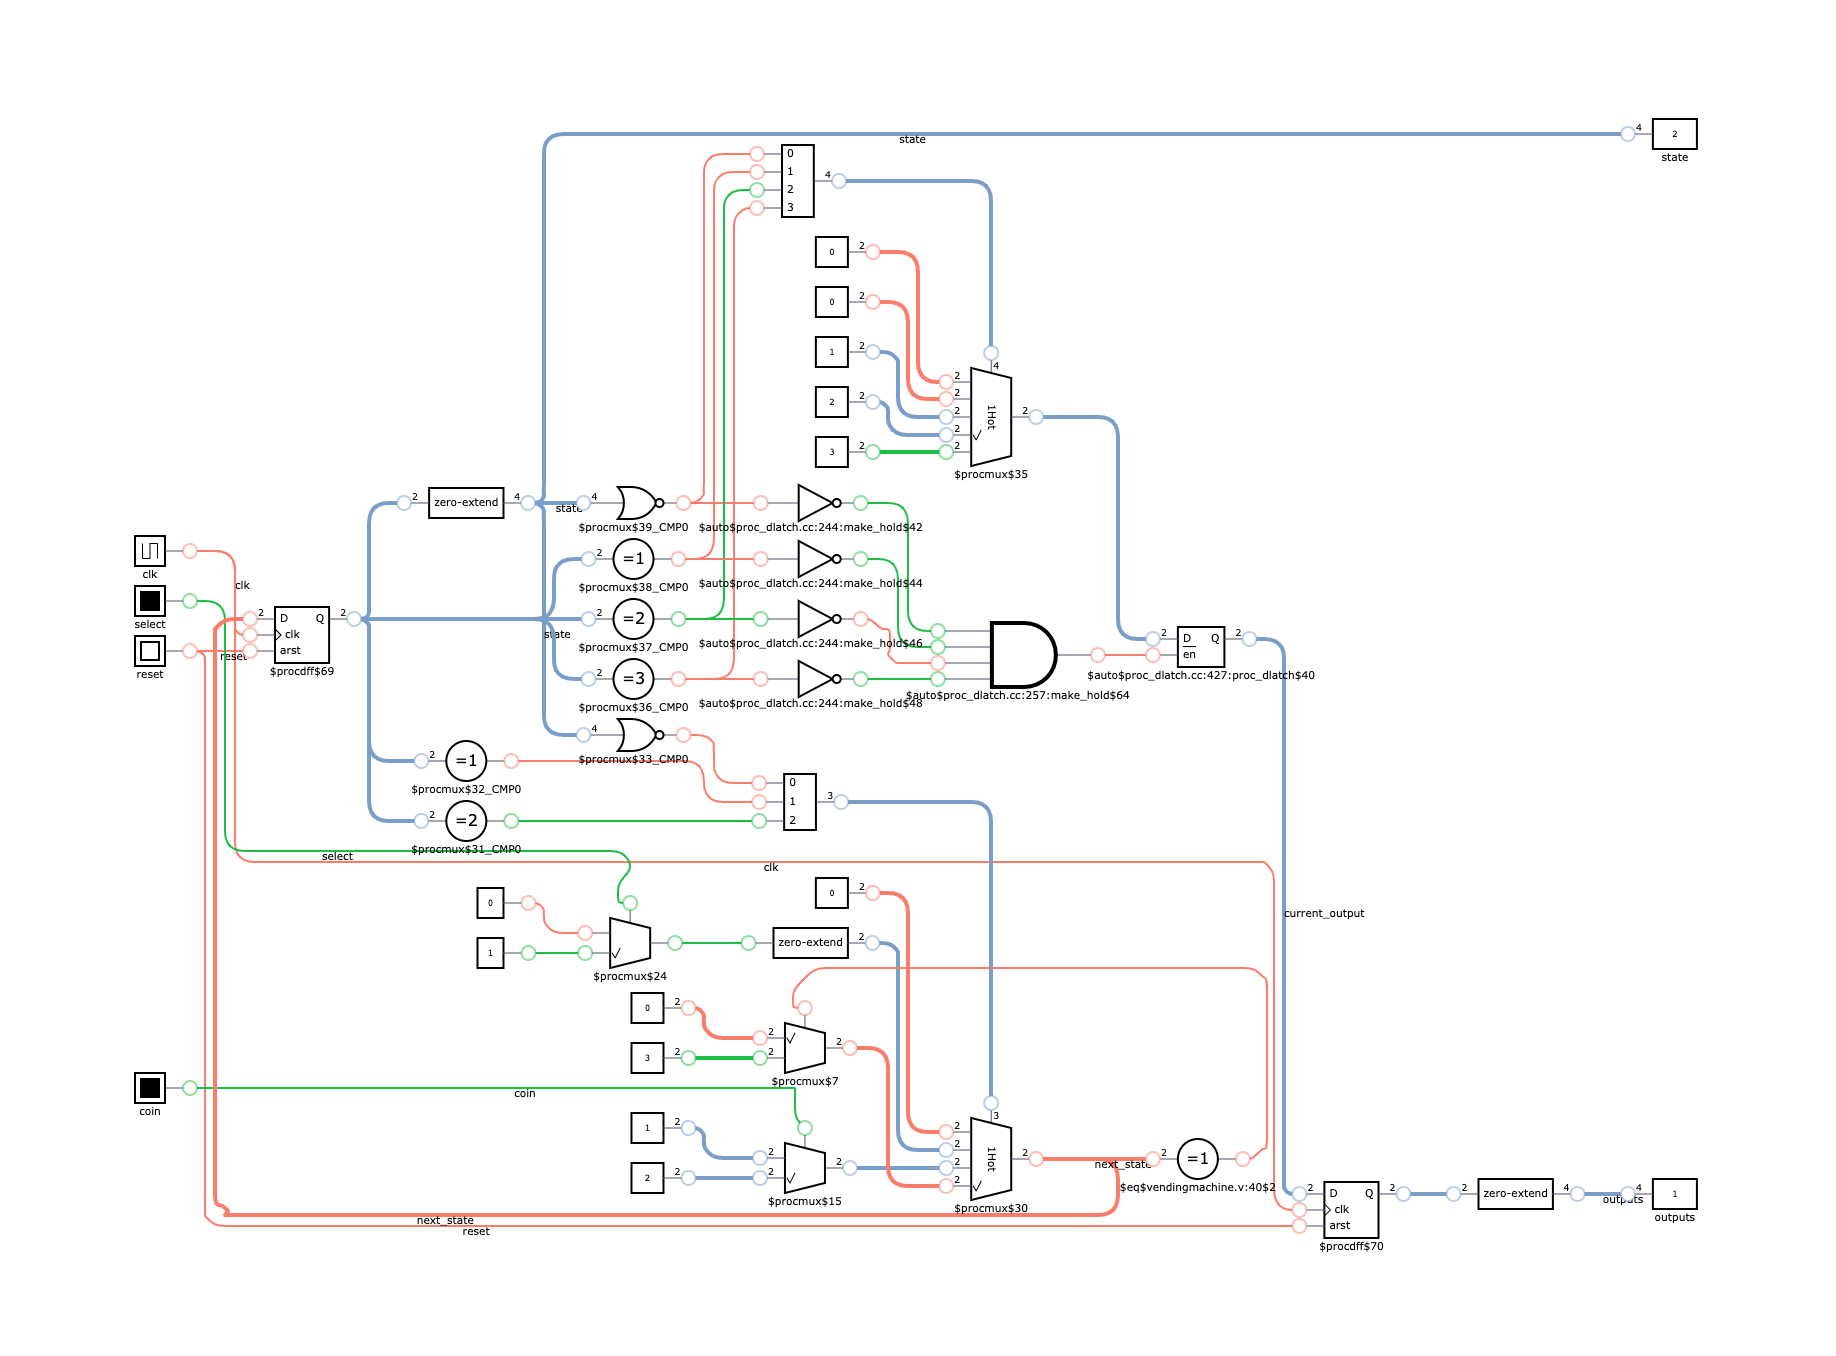 state
4
2
state
0
1
2
3
4
0 2
0 2
1 2
2 2
3 2
4
2
2
2
2
2
1Hot
2
$procmux$35
2 zero-extend 4
state
4
$procmux$39_CMP0
$auto$proc_dlatch.cc:244:make_hold$42
clk
clk
2 =1
$procmux$38_CMP0
$auto$proc_dlatch.cc:244:make_hold$44
select
2 D Q 2
clk
arst
$procdff$69
reset
reset
2 =2
state
$procmux$37_CMP0
$auto$proc_dlatch.cc:244:make_hold$46
2 =3
$procmux$36_CMP0
$auto$proc_dlatch.cc:244:make_hold$48
$auto$proc_dlatch.cc:257:make_hold$64
2 D Q 2
en
$auto$proc_dlatch.cc:427:proc_dlatch$40
4
$procmux$33_CMP0
2 =1
$procmux$32_CMP0
0
1
2
3
2 =2
$procmux$31_CMP0
select
clk
0
1
$procmux$24
0 2
zero-extend 2
current_output
0 2
3 2
2
2
2
$procmux$7
coin
coin
1 2
2 2
2
2
2
$procmux$15
3
2
2
2
2
1Hot
2
$procmux$30
next_state
2 =1
$eq$vendingmachine.v:40$2
2 D Q 2
clk
arst
$procdff$70
2 zero-extend 4
outputs
4
1
outputs
next_state
reset